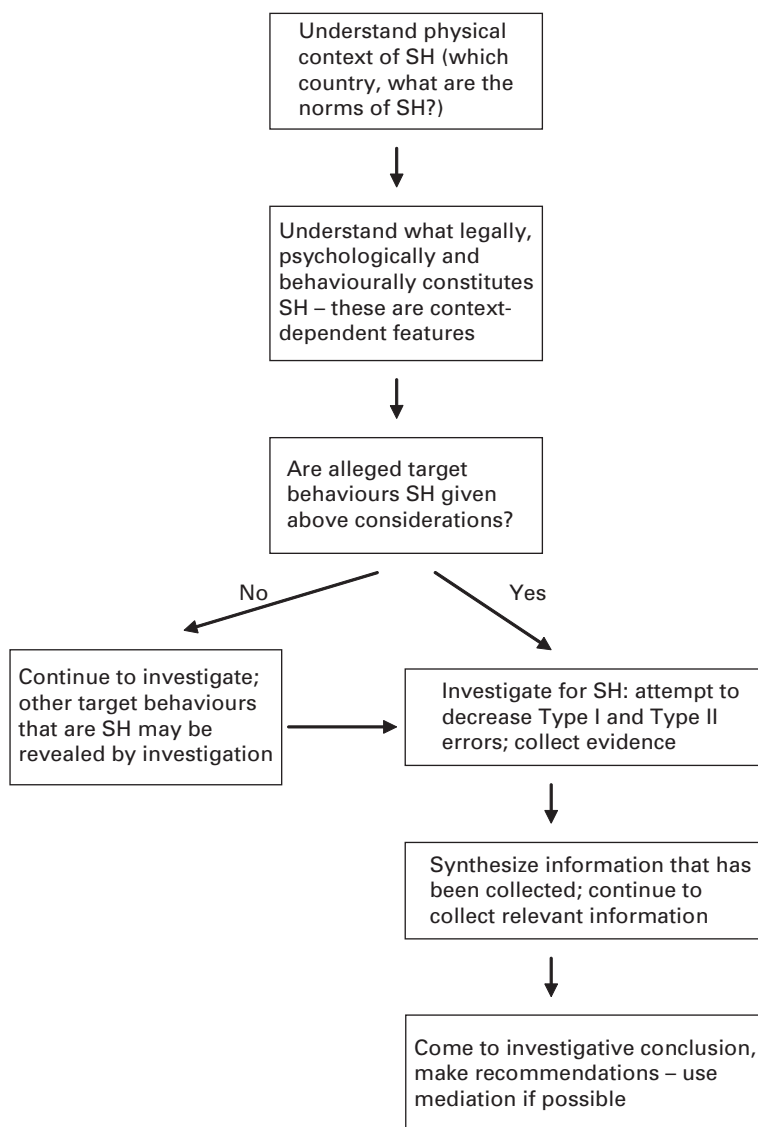 Understand physical
context of SH (which
country, what are the
norms of SH?)
Understand what legally,
psychologically and
behaviourally constitutes
SH – these are context-
dependent features
Are alleged target
behaviours SH given
above considerations?
No
Yes
Continue to investigate;
other target behaviours
that are SH may be
revealed by investigation
Investigate for SH: attempt to
decrease Type I and Type II
errors; collect evidence
Synthesize information that has
been collected; continue to
collect relevant information
Come to investigative conclusion,
make recommendations – use
mediation if possible